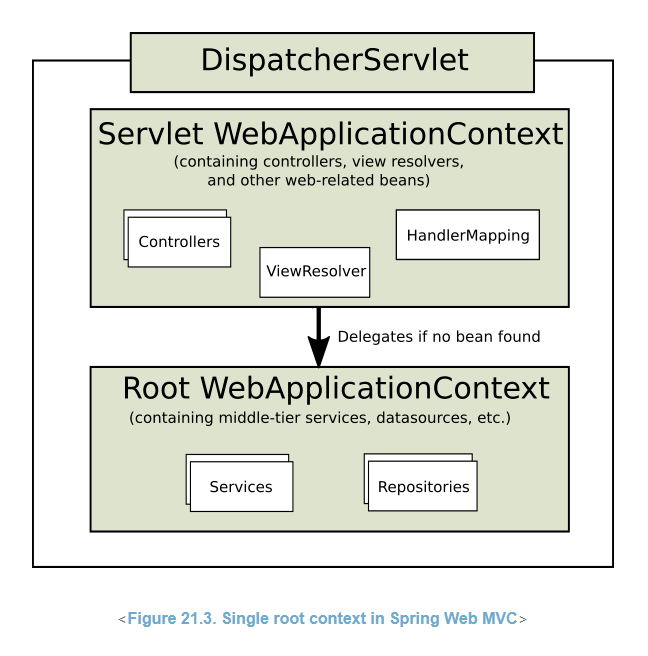 DispatcherServlet
Servlet WebApplicationContext
(containing controllers, view resolvers,
and other web-related beans)
Controllers
HandlerMapping
ViewResolver
Delegates if no bean found
Root WebApplicationContext
(containing middle-tier services, datasources, etc.)
Services
Repositories
<Figure 21.3. Single root context in Spring Web MVC>